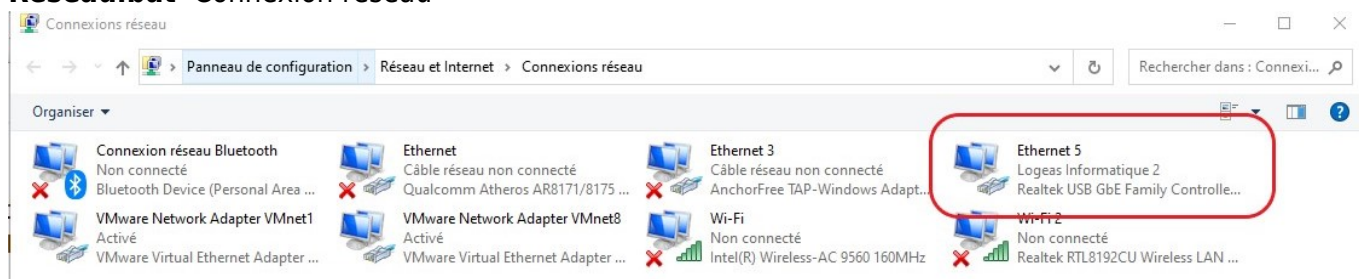 Connexions réseau
Panneau de configuration > Réseau et Internet > Connexions réseau
Rechercher dans : Connexi...
Organiser
Connexion réseau Bluetooth
Non connecté
Bluetooth Device (Personal Area ...
Ethernet
Câble réseau non connecté
Qualcomm Atheros AR8171/8175 ...
Ethernet 3
Câble réseau non connecté
AnchorFree TAP-Windows Adapt...
Ethernet 5
Logeas Informatique 2
Realtek USB GbE Family Controlle...
VMware Network Adapter VMnet1
Activé
VMware Virtual Ethernet Adapter ...
VMware Network Adapter VMnet8
Activé
VMware Virtual Ethernet Adapter ...
Wi-Fi
Non connecté
Intel(R) Wireless-AC 9560 160MHz
Wi-Fi 2
Non connecté
Realtek RTL8192CU Wireless LAN ...